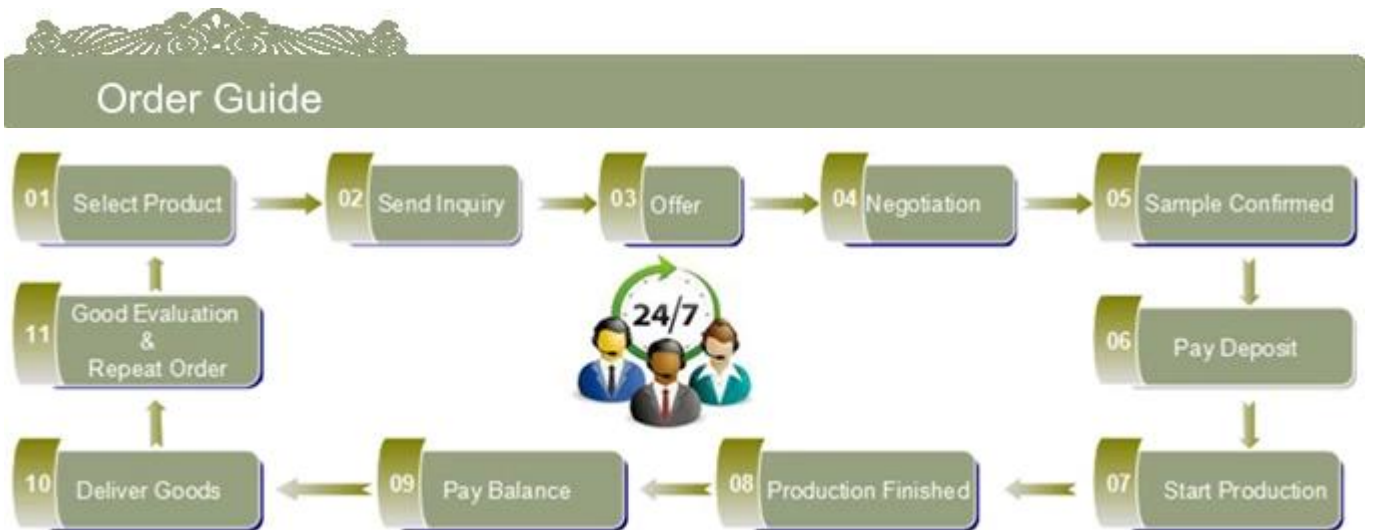 Order Guide
01 Select Product
02 Send Inquiry
03 Offer
04 Negotiation
05 Sample Confirmed
24/7
06 Pay Deposit
07 Start Production
08 Production Finished
09 Pay Balance
10 Deliver Goods
11 Good Evaluation
&
Repeat Order